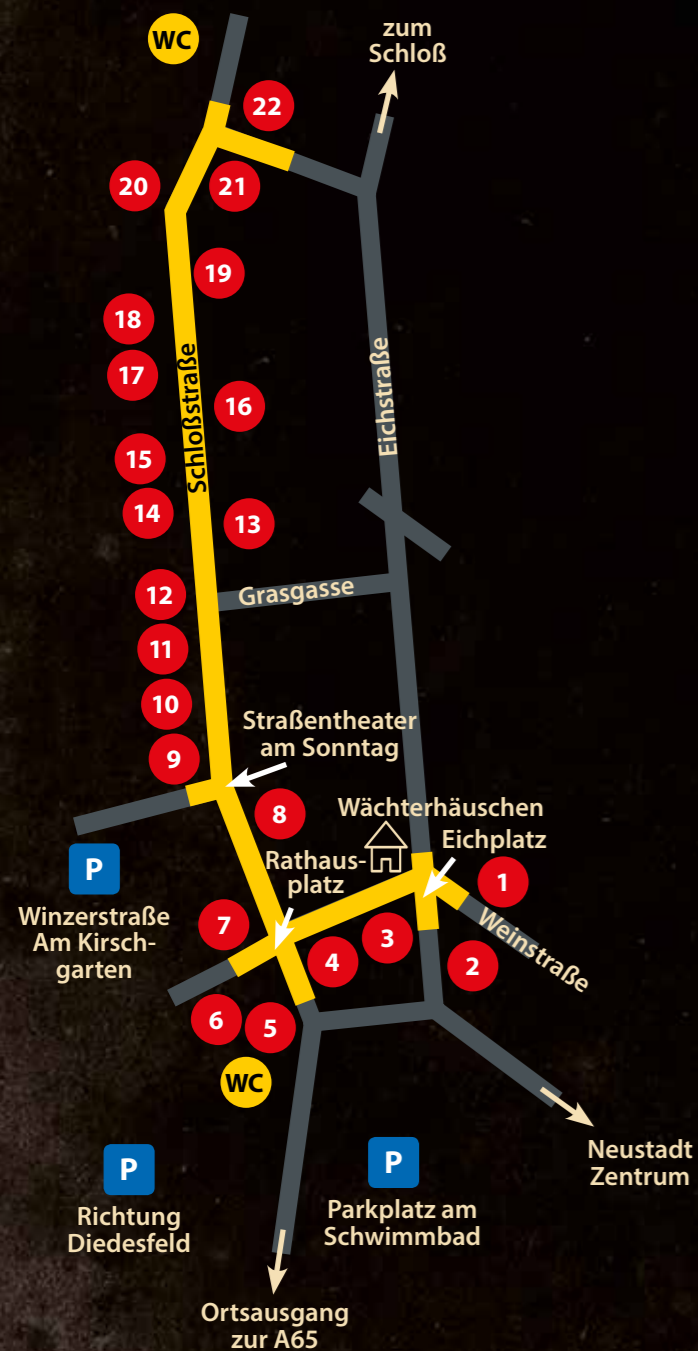 WC
zum
Schloß
22
20
21
19
18
17
16
Schloßstraße
Eichstraße
15
14
13
12
Grasgasse
11
10
9
Straßentheater
am Sonntag
8
Wächterhäuschen
Eichplatz
Rathaus-
platz
P
Winzerstraße
Am Kirsch-
garten
1
Weinstraße
7
3
4
2
6
5
WC
P
Richtung
Diedesfeld
P
Parkplatz am
Schwimmbad
Neustadt
Zentrum
Ortsausgang
zur A65